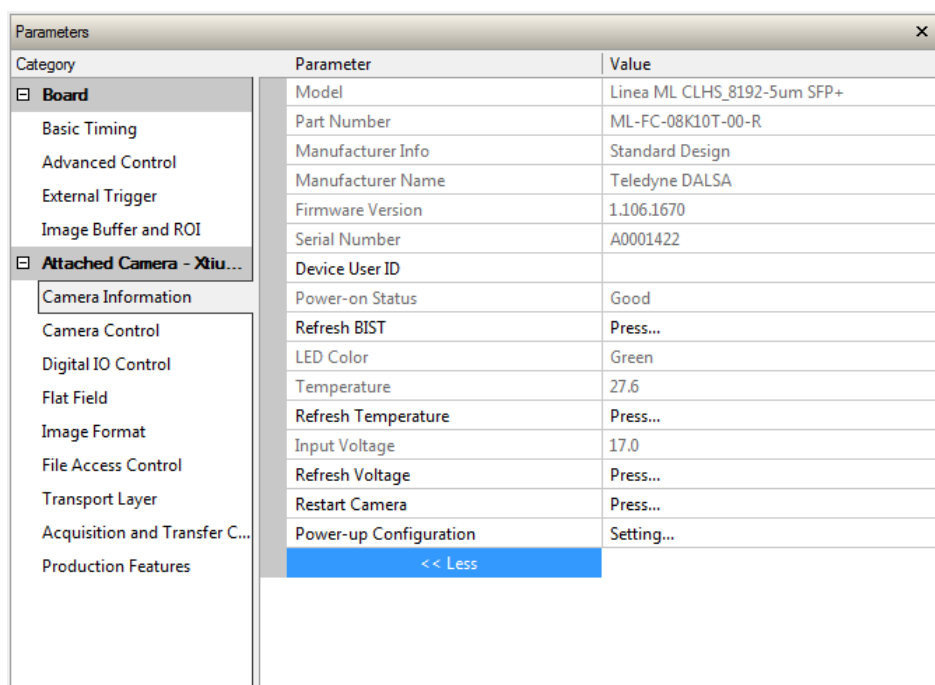 Parameters
Category Parameter Value
Board
Basic Timing
Advanced Control
External Trigger
Image Buffer and ROI
Attached Camera - Xtiu...
Camera Information
Camera Control
Digital IO Control
Flat Field
Image Format
File Access Control
Transport Layer
Acquisition and Transfer C...
Production Features
Model Linea ML CLHS_8192-5um SFP+
Part Number ML-FC-08K10T-00-R
Manufacturer Info Standard Design
Manufacturer Name Teledyne DALSA
Firmware Version 1.106.1670
Serial Number A0001422
Device User ID
Power-on Status Good
Refresh BIST Press...
LED Color Green
Temperature 27.6
Refresh Temperature Press...
Input Voltage 17.0
Refresh Voltage Press...
Restart Camera Press...
Power-up Configuration Setting...
<< Less